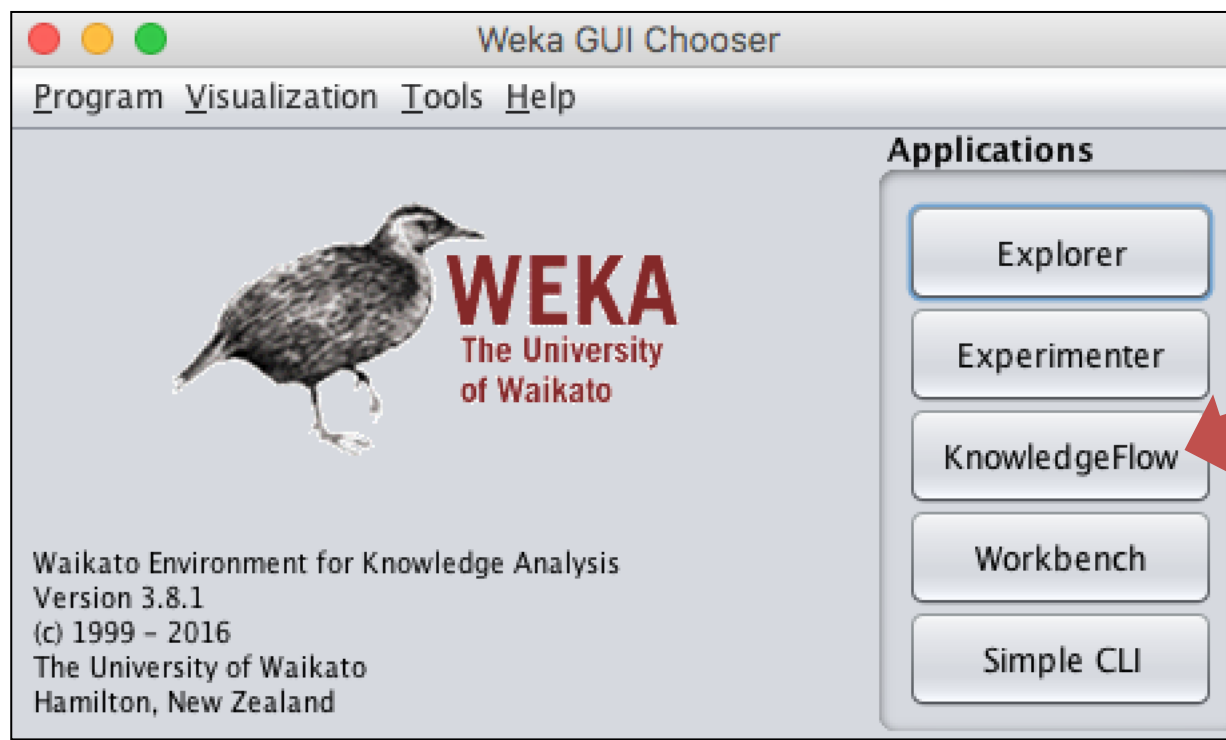 Weka GUI Chooser
Program Visualization Tools Help
Applications
WEKA
The University
of Waikato
Explorer
Experimenter
KnowledgeFlow
Workbench
Simple CLI
Waikato Environment for Knowledge Analysis
Version 3.8.1
(c) 1999 – 2016
The University of Waikato
Hamilton, New Zealand